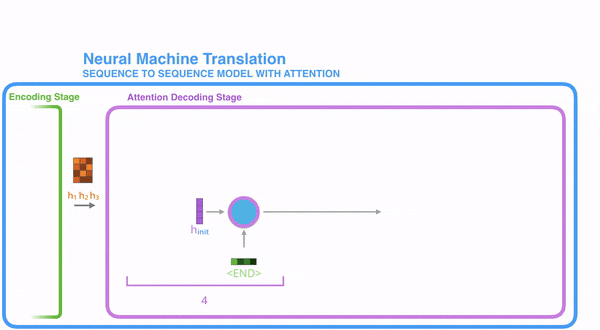 Neural Machine Translation
SEQUENCE TO SEQUENCE MODEL WITH ATTENTION
Encoding Stage
Attention Decoding Stage
h1 h2 h3
hinit
<END>
4